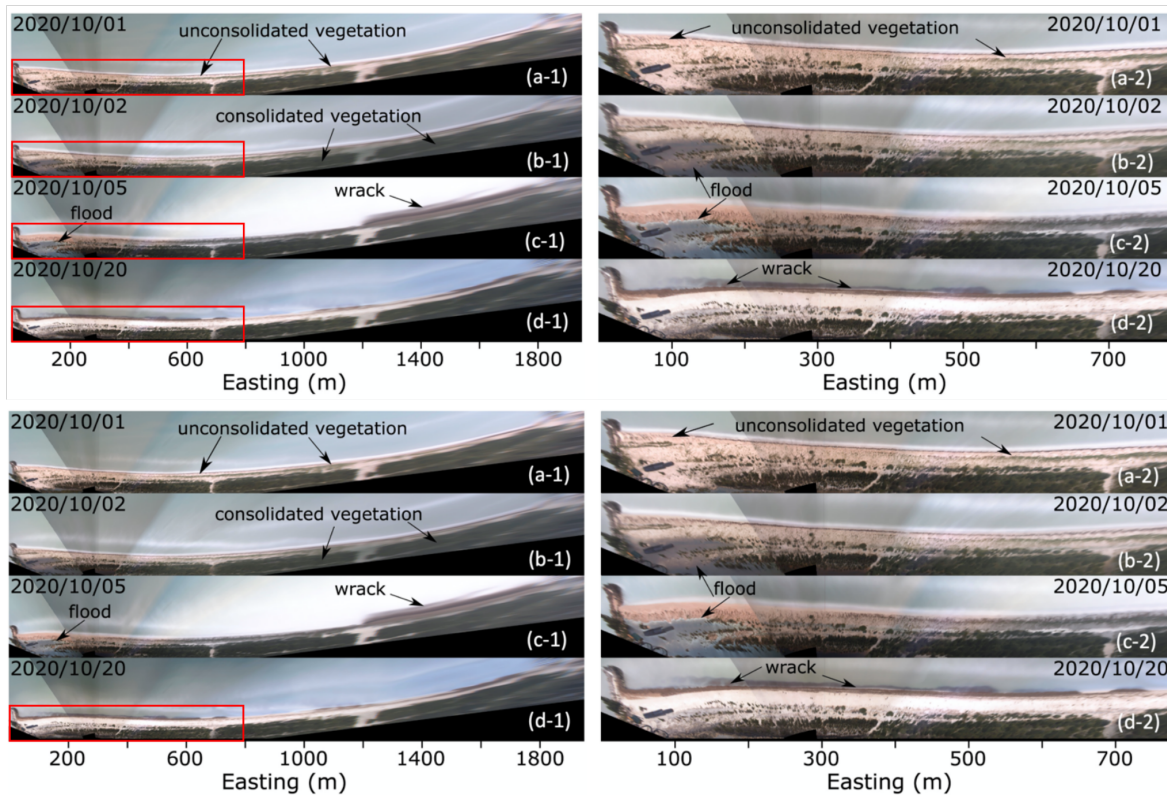 2020/10/01
unconsolidated vegetation
(a-1)
2020/10/02
consolidated vegetation
(b-1)
2020/10/05
flood
wrack
(c-1)
2020/10/20
(d-1)
200 600 1000 1400 1800
Easting (m)
unconsolidated vegetation
2020/10/01
(a-2)
2020/10/02
(b-2)
flood
2020/10/05
(c-2)
wrack
2020/10/20
(d-2)
100 300 500 700
Easting (m)
2020/10/01
unconsolidated vegetation
(a-1)
2020/10/02
consolidated vegetation
(b-1)
2020/10/05
flood
wrack
(c-1)
2020/10/20
(d-1)
200 600 1000 1400 1800
Easting (m)
unconsolidated vegetation
2020/10/01
(a-2)
2020/10/02
(b-2)
flood
2020/10/05
(c-2)
wrack
2020/10/20
(d-2)
100 300 500 700
Easting (m)